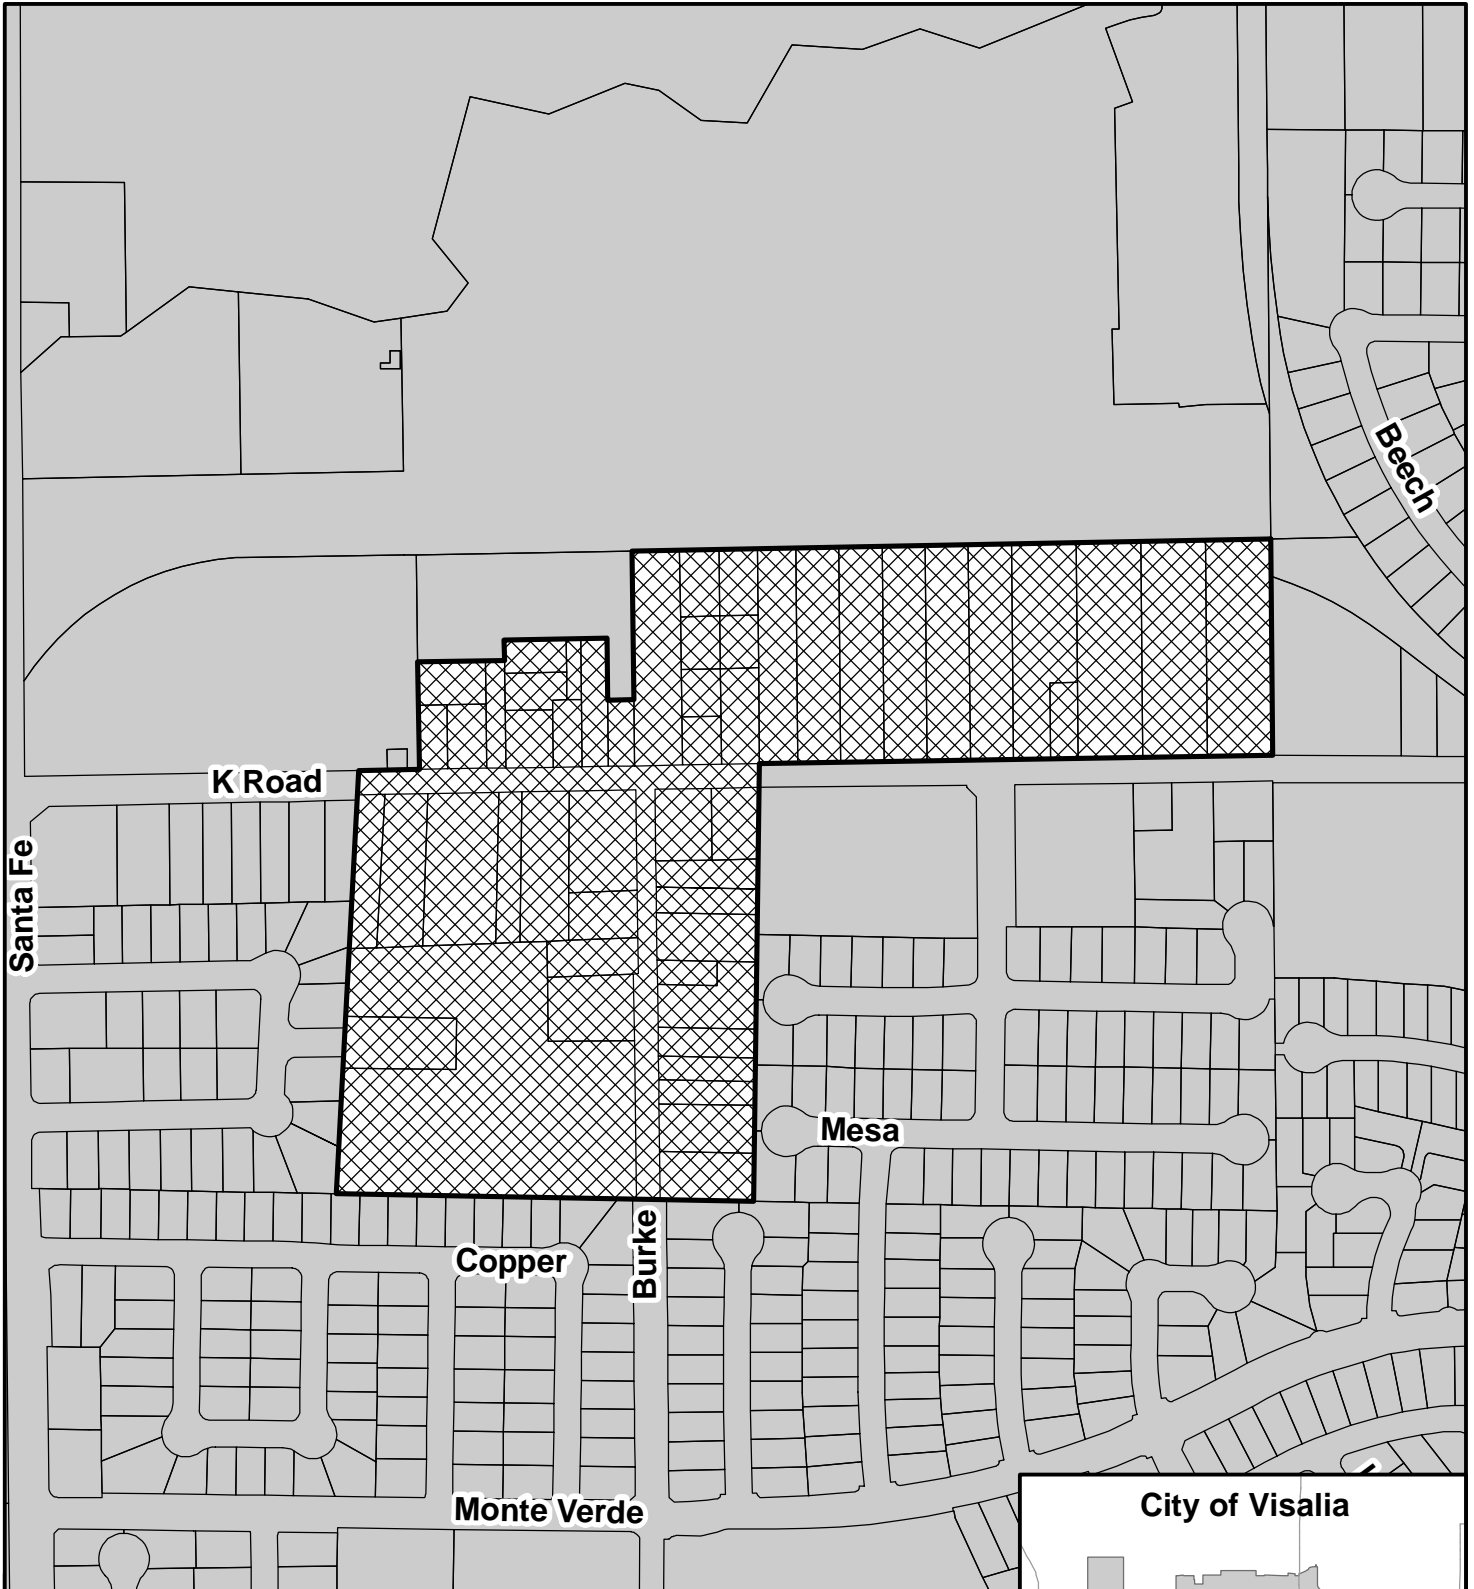 Beech
K Road
Santa Fe
Mesa
Burke
Copper
Monte Verde
City of Visalia